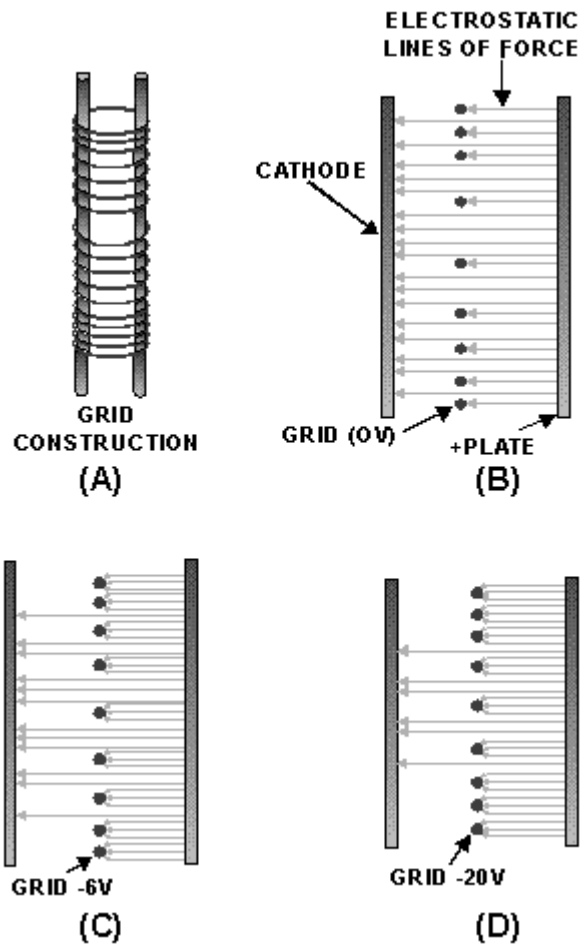 ELECTROSTATIC
LINES OF FORCE
CATHODE
GRID
CONSTRUCTION
(A)
GRID (0V)
+PLATE
(B)
GRID -6V
(C)
GRID -20V
(D)